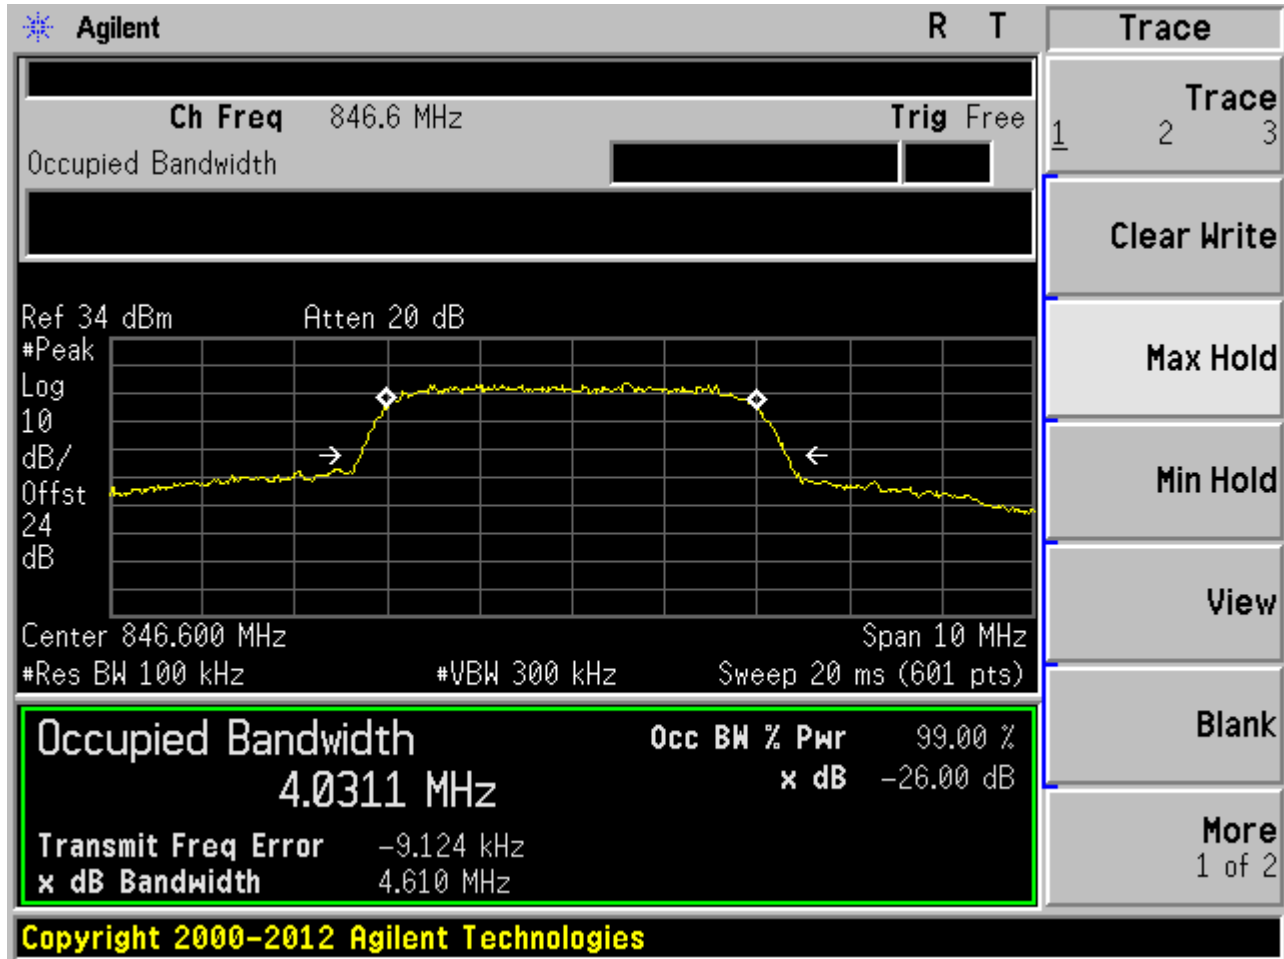 Agilent R T
Trace
Ch Freq 846.6 MHz Trig Free
Occupied Bandwidth
Trace
1 2 3
Clear Write
Max Hold
Min Hold
View
Blank
More
1 of 2
Ref 34 dBm Atten 20 dB
#Peak
Log
10
dB/
Offst
24
dB
Center 846.600 MHz Span 10 MHz
#Res BW 100 kHz #VBW 300 kHz Sweep 20 ms (601 pts)
Occupied Bandwidth Occ BW % Pwr 99.00 %
4.0311 MHz x dB -26.00 dB
Transmit Freq Error -9.124 kHz
x dB Bandwidth 4.610 MHz
Copyright 2000-2012 Agilent Technologies